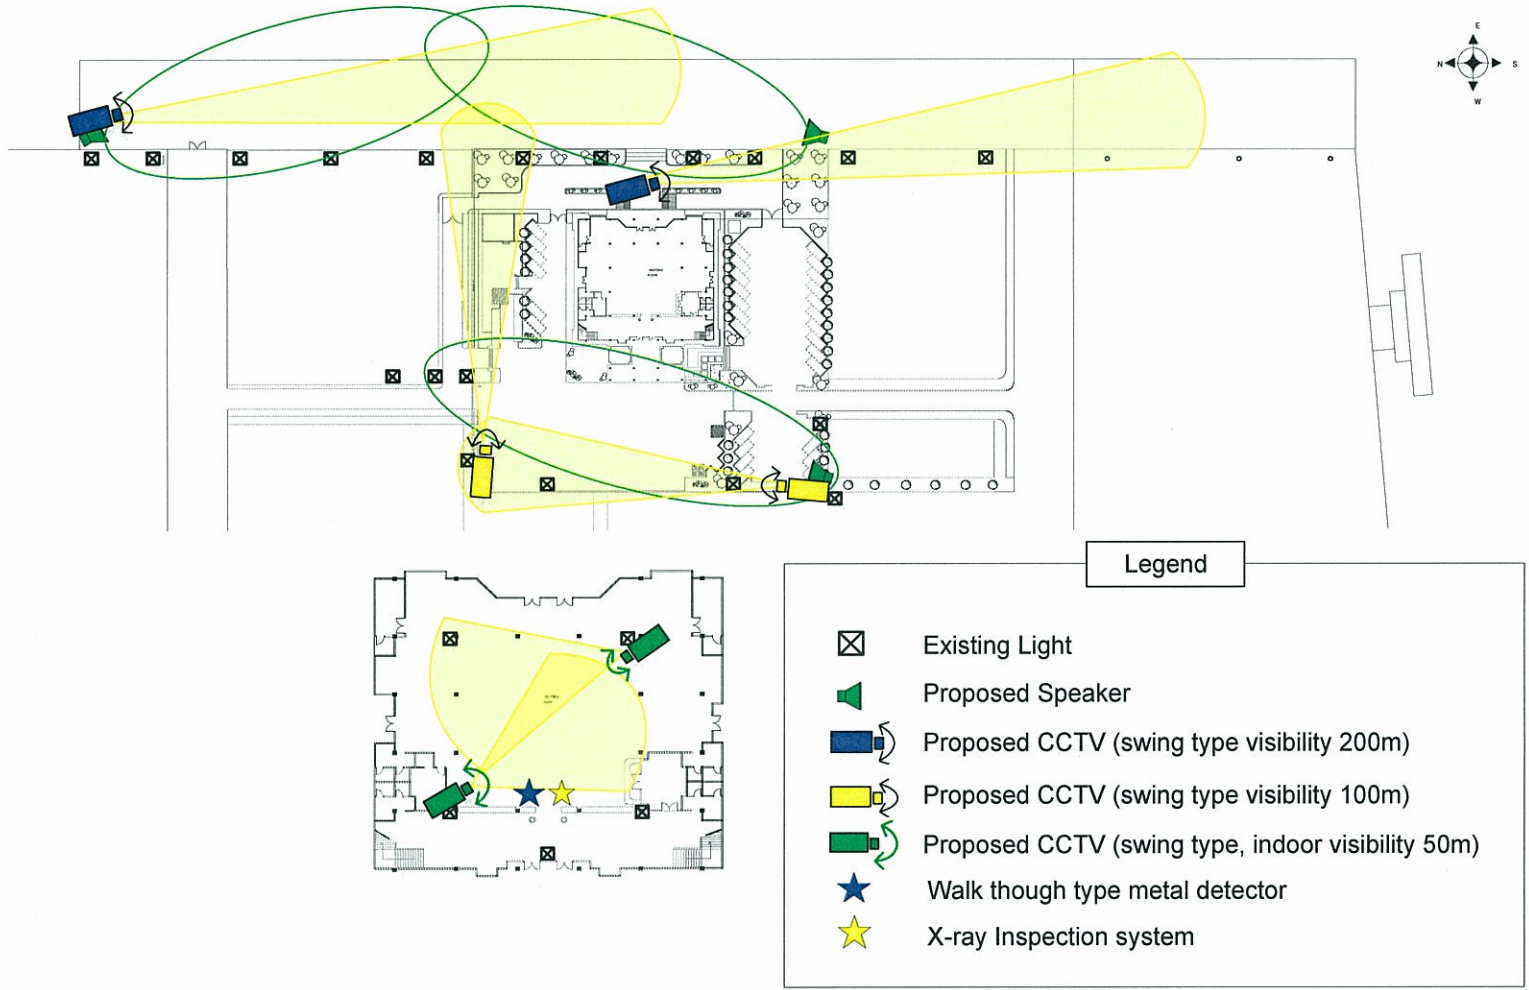 E
N
S
W
Legend
Existing Light
Proposed Speaker
Proposed CCTV (swing type visibility 200m)
Proposed CCTV (swing type visibility 100m)
Proposed CCTV (swing type, indoor visibility 50m)
Walk though type metal detector
X-ray Inspection system